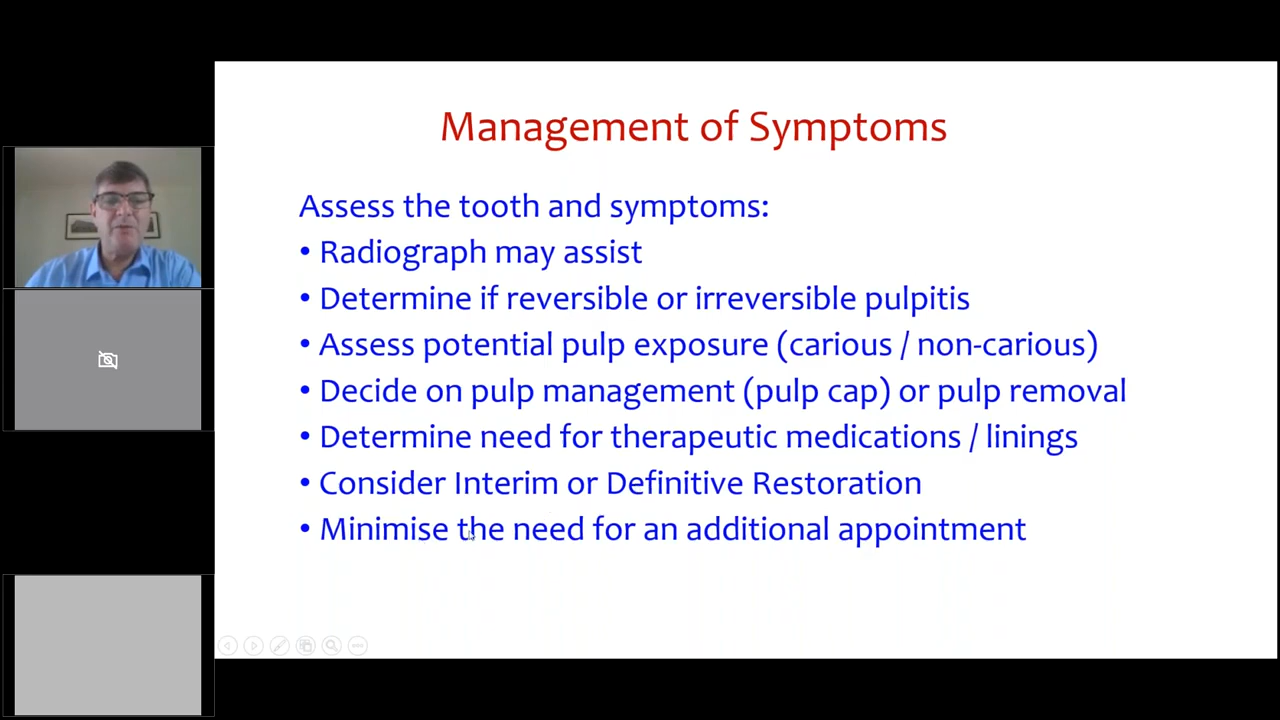 Management of Symptoms
Assess the tooth and symptoms:
• Radiograph may assist
• Determine if reversible or irreversible pulpitis
• Assess potential pulp exposure (carious / non-carious)
• Decide on pulp management (pulp cap) or pulp removal
• Determine need for therapeutic medications / linings
• Consider Interim or Definitive Restoration
• Minimise the need for an additional appointment